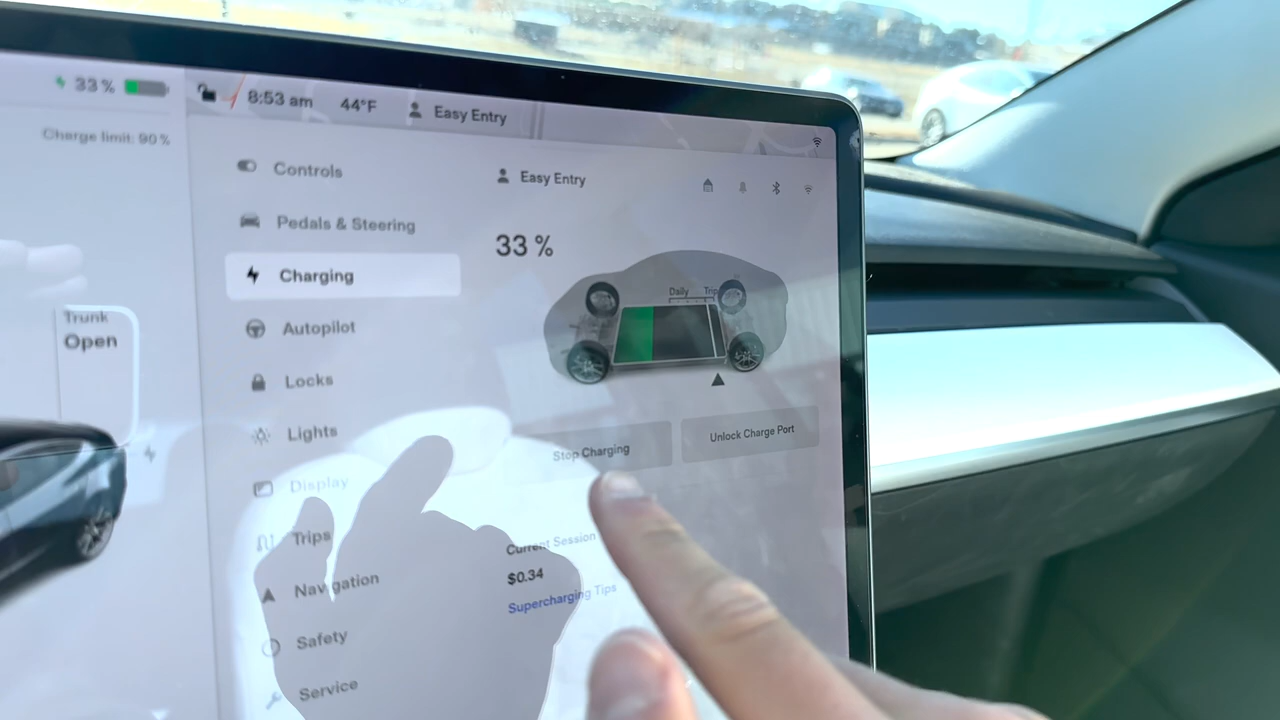 33 %
8:53 am
44°F
Easy Entry
Charge limit: 90 %
Trunk
Open
Controls
Pedals & Steering
Charging
Autopilot
Locks
Lights
Display
Trips
Navigation
Safety
Service
Easy Entry
33 %
Daily
Trip
Stop Charging
Unlock Charge Port
Current Session
$0.34
Supercharging Tips